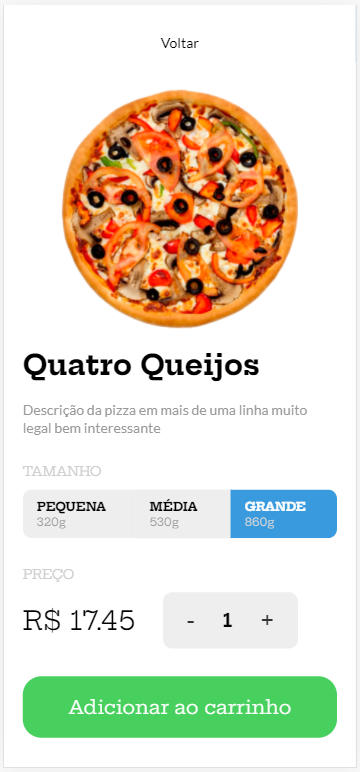 Voltar
Quatro Queijos
Descrição da pizza em mais de uma linha muito
legal bem interessante
TAMANHO
PEQUENA MÉDIA GRANDE
320g 530g 860g
PREÇO
R$ 17.45 - 1 +
Adicionar ao carrinho